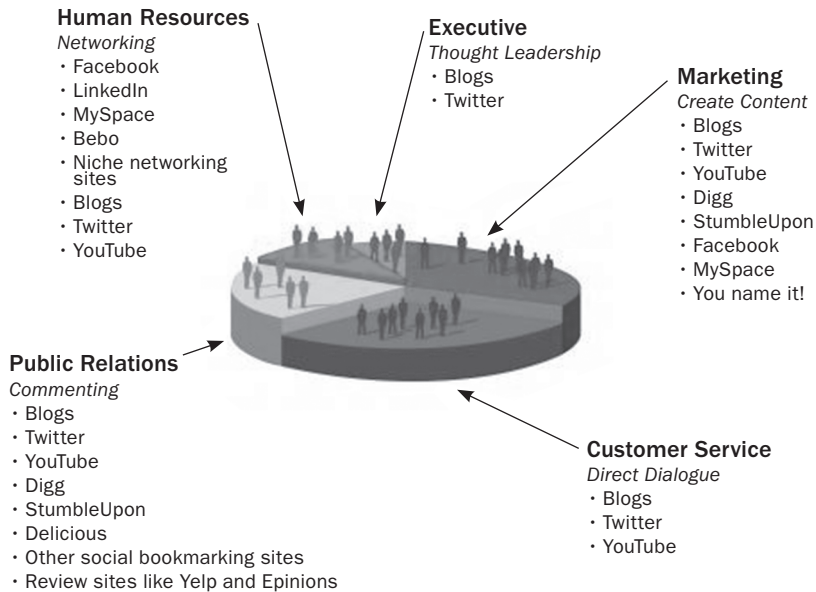 Human Resources
Networking
· Facebook
· LinkedIn
· MySpace
· Bebo
· Niche networking
sites
· Blogs
· Twitter
· YouTube
Executive
Thought Leadership
· Blogs
· Twitter
Marketing
Create Content
· Blogs
· Twitter
· YouTube
· Digg
· StumbleUpon
· Facebook
· MySpace
· You name it!
Public Relations
Commenting
· Blogs
· Twitter
· YouTube
· Digg
· StumbleUpon
· Delicious
· Other social bookmarking sites
· Review sites like Yelp and Epinions
Customer Service
Direct Dialogue
· Blogs
· Twitter
· YouTube